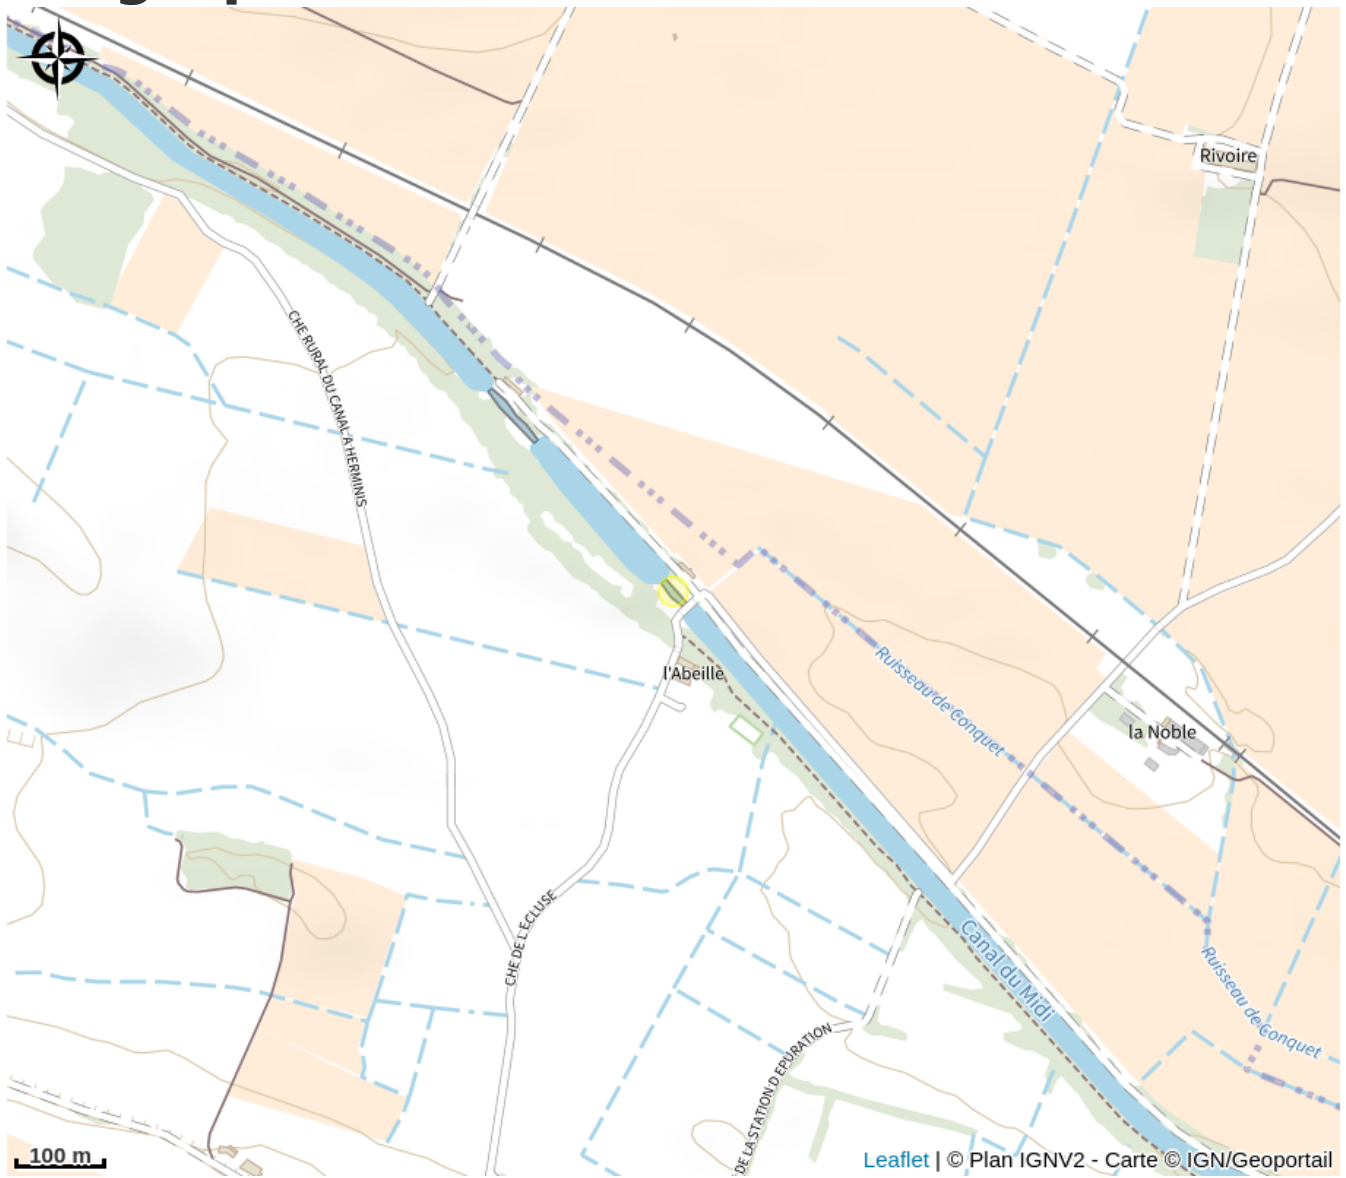 Rivoire
CHE RURAL DU CANAL A HERMINIS
l'Abeille
Ruisseau de Conquet
la Noble
CHE DE L'ECLUSE
Canal du Midi
Ruisseau de Conquet
DE LA STATION D EPURATION
100 m
Leaflet | © Plan IGNV2 - Carte © IGN/Geoportail